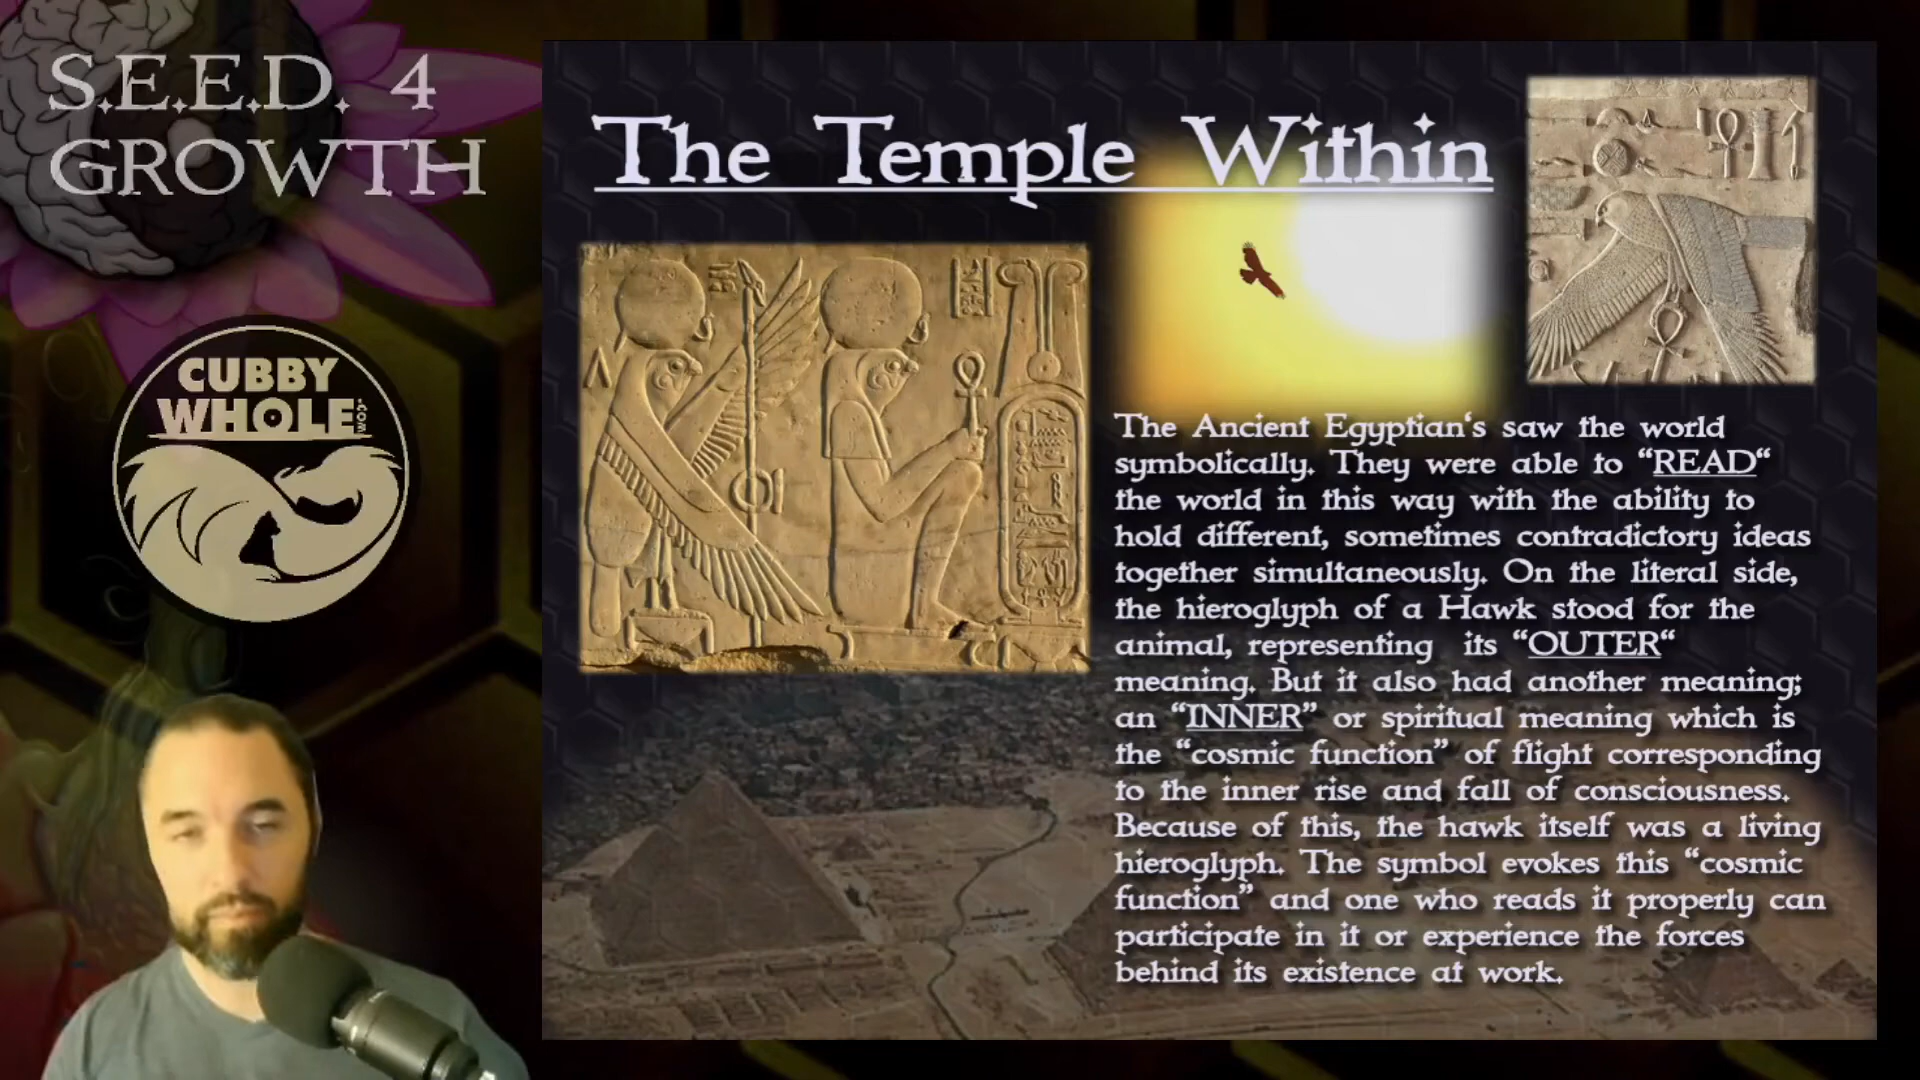 S.E.E.D. 4
GROWTH
CUBBY
WHOLE.COM
The Temple Within
The Ancient Egyptian‘s saw the world
symbolically. They were able to “READ“
the world in this way with the ability to
hold different, sometimes contradictory ideas
together simultaneously. On the literal side,
the hieroglyph of a Hawk stood for the
animal, representing its “OUTER“
meaning. But it also had another meaning;
an “INNER” or spiritual meaning which is
the “cosmic function” of flight corresponding
to the inner rise and fall of consciousness.
Because of this, the hawk itself was a living
hieroglyph. The symbol evokes this “cosmic
function” and one who reads it properly can
participate in it or experience the forces
behind its existence at work.